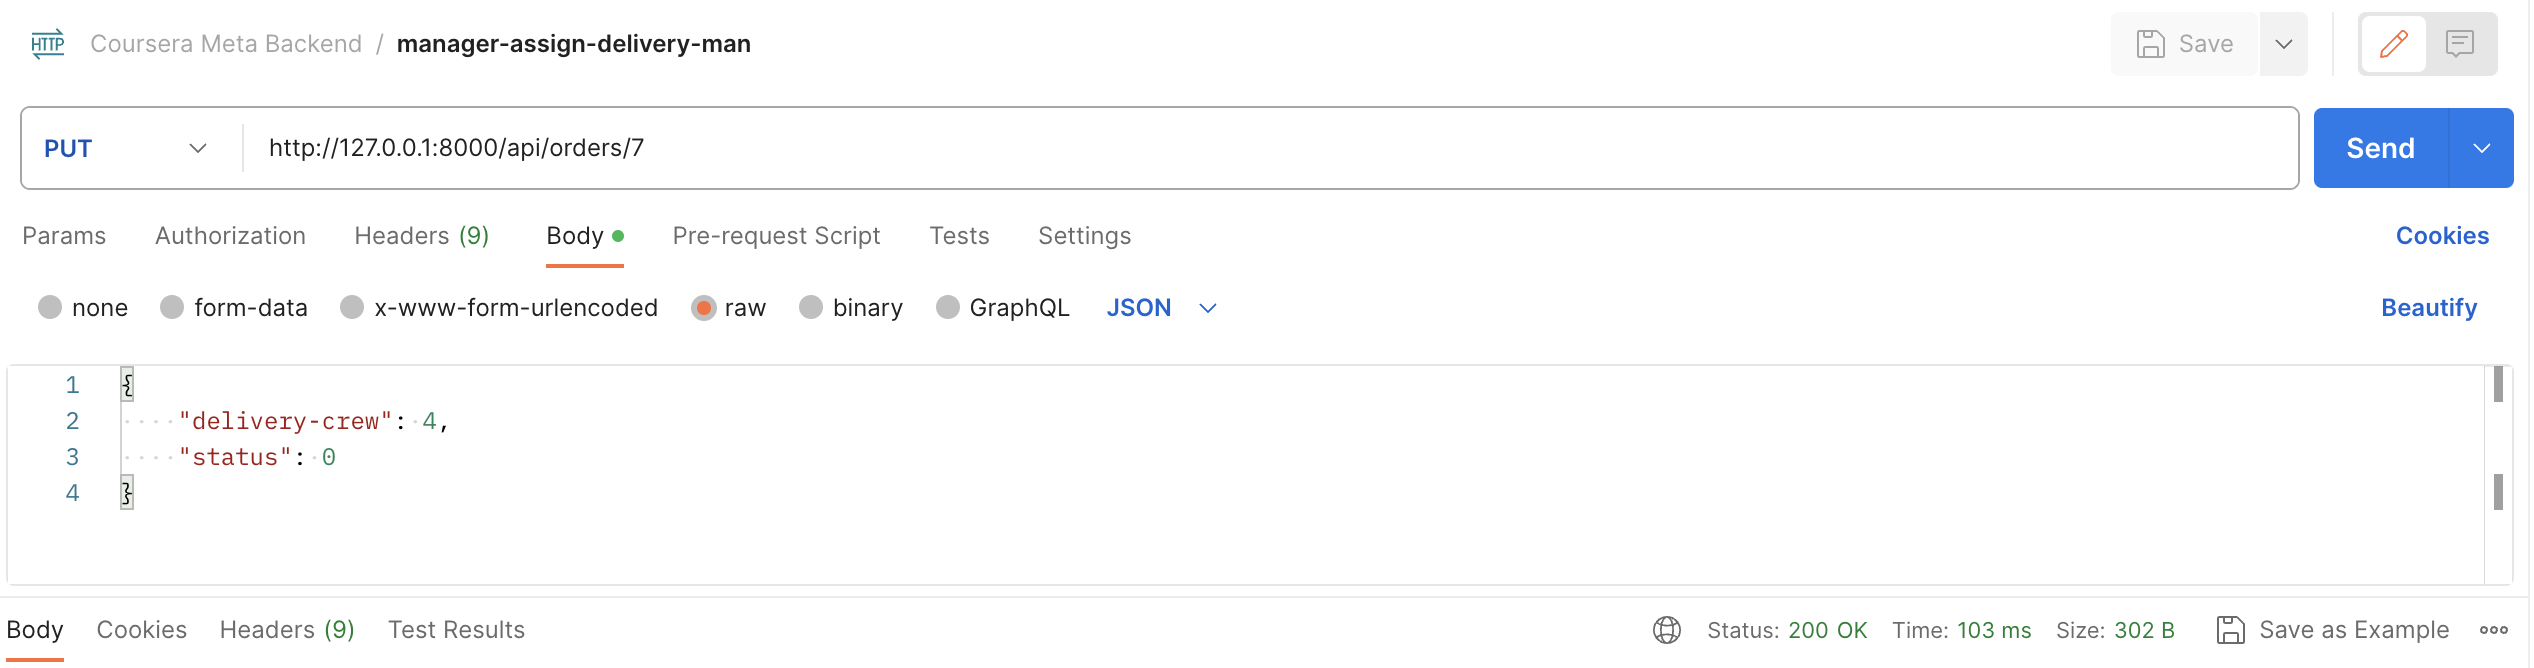 HTTP Coursera Meta Backend / manager-assign-delivery-man Save
PUT http://127.0.0.1:8000/api/orders/7 Send
Params Authorization Headers (9) Body Pre-request Script Tests Settings Cookies
none form-data x-www-form-urlencoded raw binary GraphQL JSON Beautify
1 {
2 "delivery-crew": 4,
3 "status": 0
4 }
Body Cookies Headers (9) Test Results Status: 200 OK Time: 103 ms Size: 302 B Save as Example